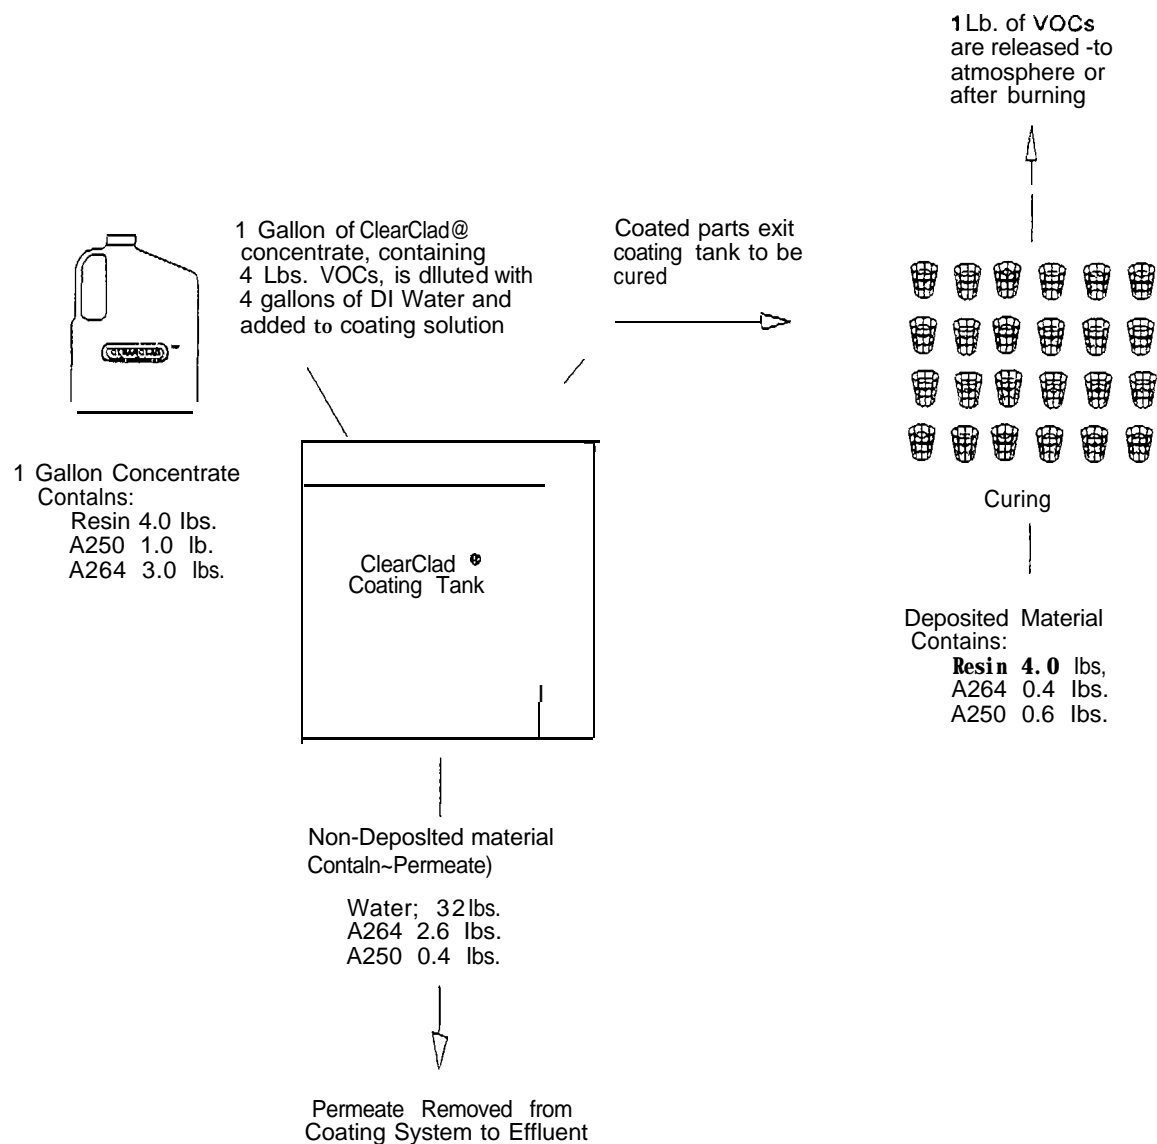 1 Lb. of VOCs
are released -to
atmosphere or
after burning
1 Gallon of ClearClad@
concentrate, containing
4 Lbs. VOCs, is dlluted with
4 gallons of DI Water and
added to coating solution
Coated parts exit
coating tank to be
cured
CLEARCLAD
1 Gallon Concentrate
Contalns:
Resin 4.0 lbs.
A250 1.0 lb.
A264 3.0 lbs.
ClearClad ®
Coating Tank
Curing
Deposited Material
Contains:
Resin 4.0 lbs,
A264 0.4 lbs.
A250 0.6 lbs.
Non-Deposlted material
Contaln~Permeate)
Water; 32 lbs.
A264 2.6 lbs.
A250 0.4 lbs.
Permeate Removed from
Coating System to Effluent